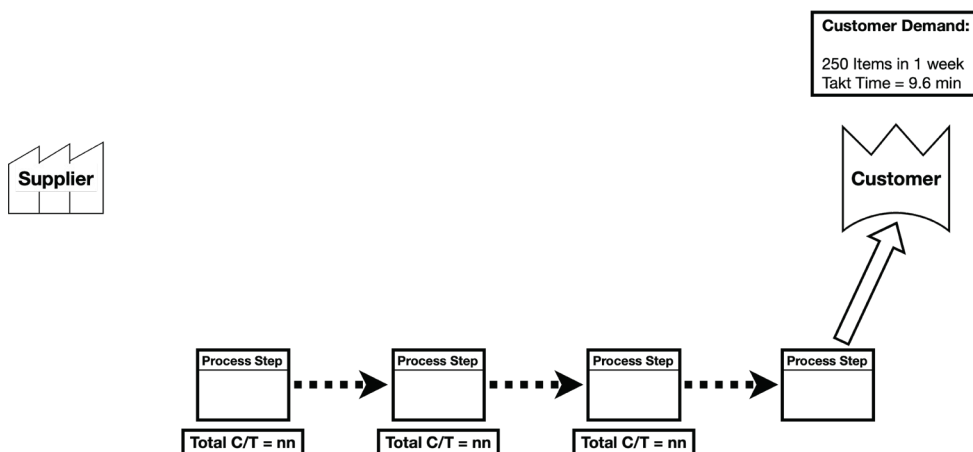 Customer Demand:
250 Items in 1 week
Takt Time = 9.6 min
Supplier
Customer
Process Step
Process Step
Process Step
Process Step
Total C/T = nn
Total C/T = nn
Total C/T = nn